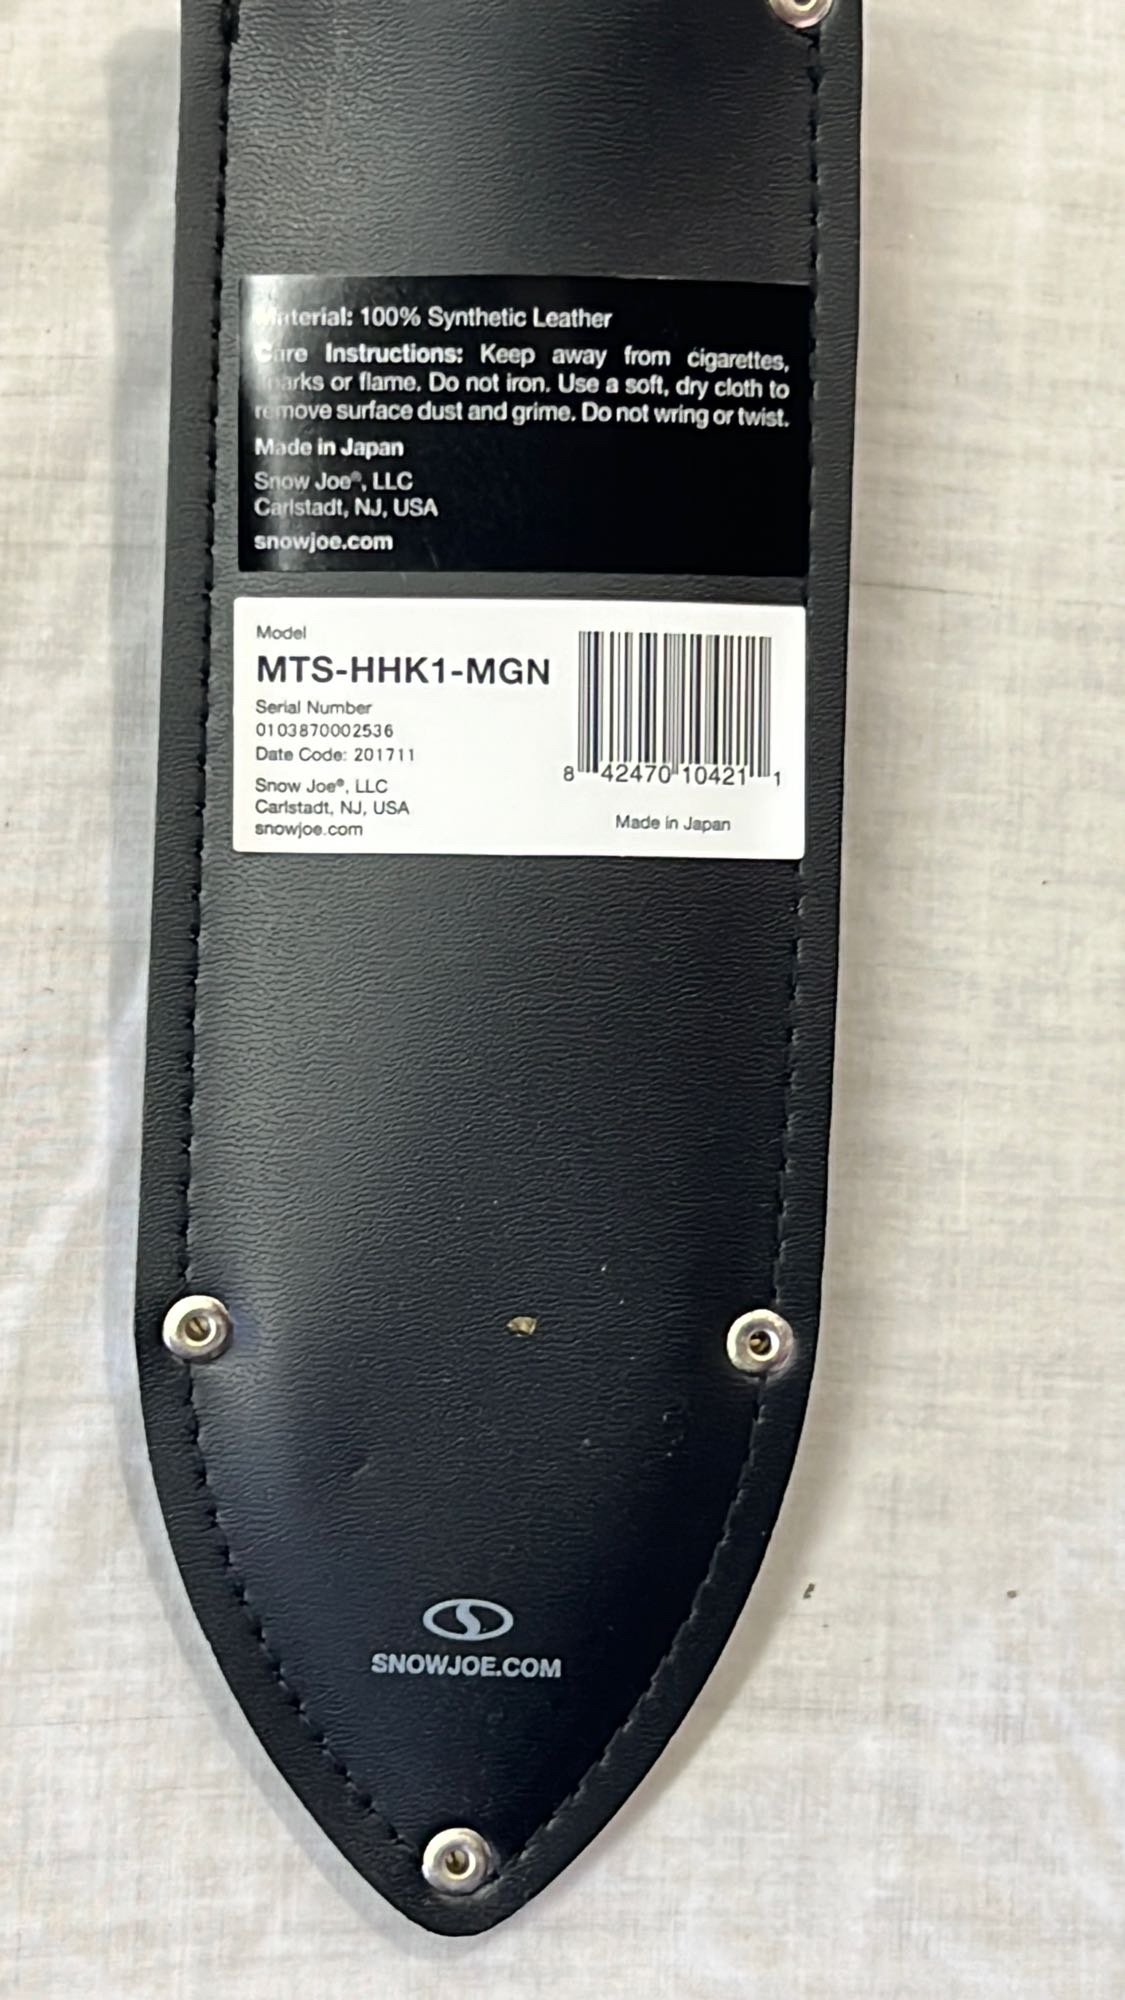 Material: 100% Synthetic Leather
Care Instructions: Keep away from cigarettes,
sparks or flame. Do not iron. Use a soft, dry cloth to
remove surface dust and grime. Do not wring or twist.
Made in Japan
Snow Joe®, LLC
Carlstadt, NJ, USA
snowjoe.com
Model
MTS-HHK1-MGN
Serial Number
0103870002536
Date Code: 201711
Snow Joe®, LLC
Carlstadt, NJ, USA
snowjoe.com
8 42470 10421 1
Made in Japan
SNOWJOE.COM